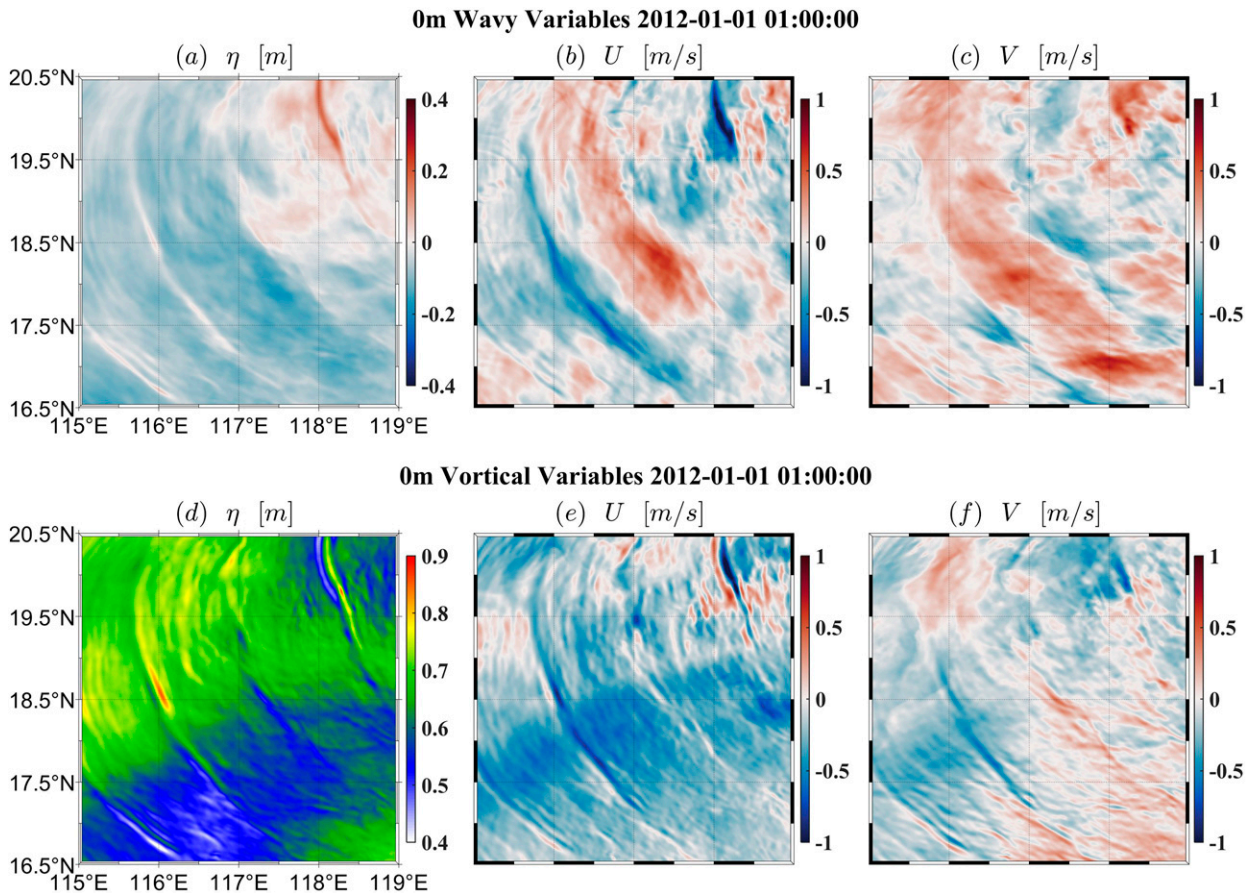 0m Wavy Variables 2012-01-01 01:00:00
(a) η [m]
(b) U [m/s]
(c) V [m/s]
20.5°N
19.5°N
18.5°N
17.5°N
16.5°N
115°E 116°E 117°E 118°E 119°E
0.4
0.2
0
-0.2
-0.4
1
0.5
0
-0.5
-1
1
0.5
0
-0.5
-1
0m Vortical Variables 2012-01-01 01:00:00
(d) η [m]
(e) U [m/s]
(f) V [m/s]
20.5°N
19.5°N
18.5°N
17.5°N
16.5°N
115°E 116°E 117°E 118°E 119°E
0.9
0.8
0.7
0.6
0.5
0.4
1
0.5
0
-0.5
-1
1
0.5
0
-0.5
-1